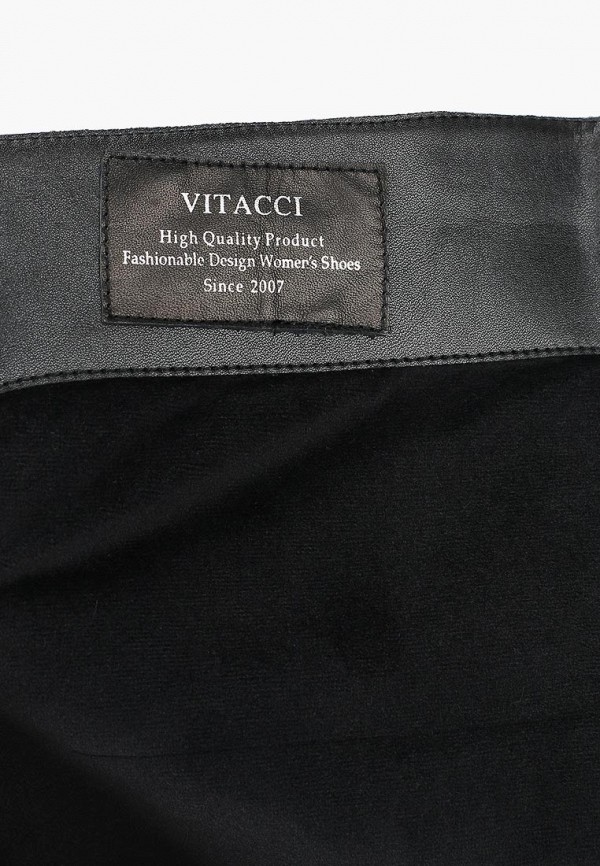 VITACCI
High Quality Product
Fashionable Design Women's Shoes
Since 2007